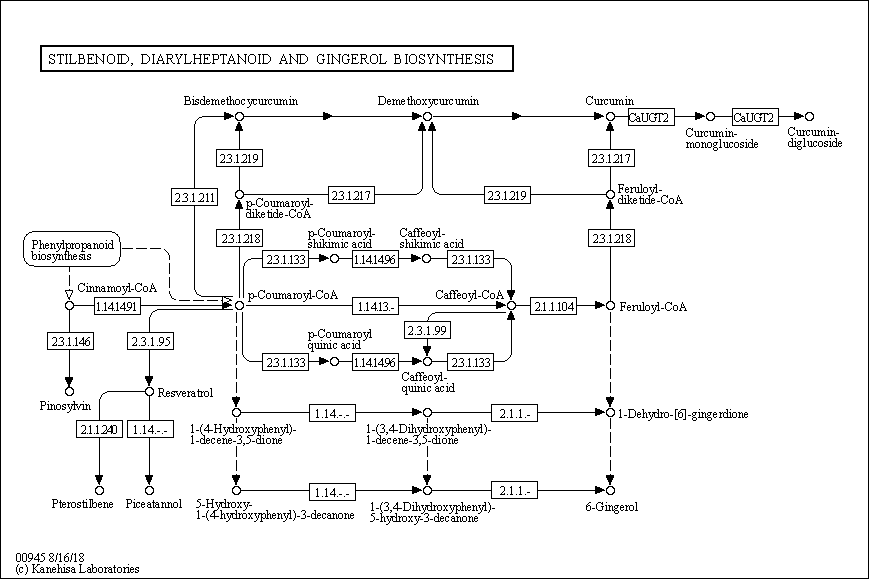 STILBENOID, DIARYLHEPTANOID AND GINGEROL BIOSYNTHESIS
Bisdemethocycurcumin
Demethoxycurcumin
Curcumin
CaUGT2
CaUGT2
Curcumin-
monoglucoside
Curcumin-
diglucoside
2.3.1.219
2.3.1.217
2.3.1.211
2.3.1.217
2.3.1.219
p-Coumaroyl-
diketide-CoA
Feruloyl-
diketide-CoA
2.3.1.218
2.3.1.218
Phenylpropanoid
biosynthesis
p-Coumaroyl-
shikimic acid
Caffeoyl-
shikimic acid
2.3.1.133
1.14.14.96
2.3.1.133
Cinnamoyl-CoA
p-Coumaroyl-CoA
Caffeoyl-CoA
Feruloyl-CoA
1.14.14.91
1.14.13.-
2.1.1.104
2.3.1.146
2.3.1.95
2.3.1.99
p-Coumaroyl
quinic acid
2.3.1.133
1.14.14.96
2.3.1.133
Caffeoyl-
quinic acid
Pinosylvin
Resveratrol
2.1.1.240
1.14.-.-
1.14.-.-
2.1.1.-
1-(4-Hydroxyphenyl)-
1-decene-3,5-dione
1-(3,4-Dihydroxyphenyl)-
1-decene-3,5-dione
1-Dehydro-[6]-gingerdione
1.14.-.-
2.1.1.-
Pterostilbene
Piceatannol
5-Hydroxy-
1-(4-hydroxyphenyl)-3-decanone
1-(3,4-Dihydroxyphenyl)-
5-hydroxy-3-decanone
6-Gingerol
00945 8/16/18
(c) Kanehisa Laboratories